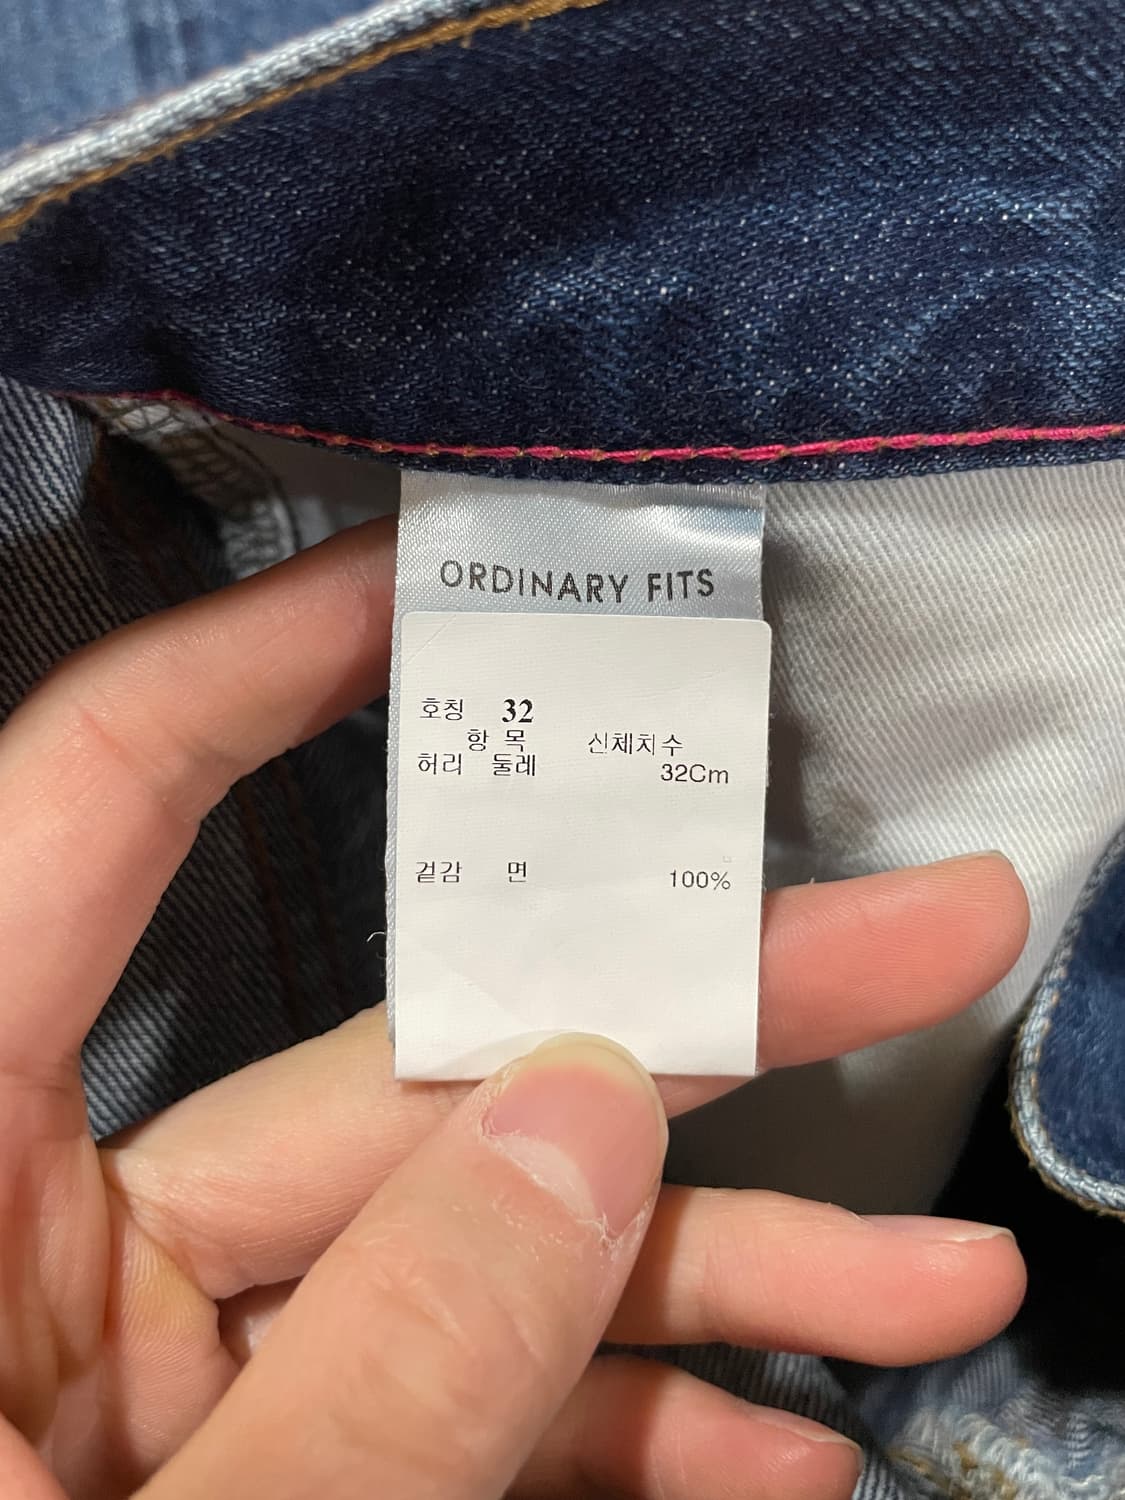 ORDINARY FITS
호칭 32
항 목 신체치수
허리 둘레 32Cm
겉감 면 100%